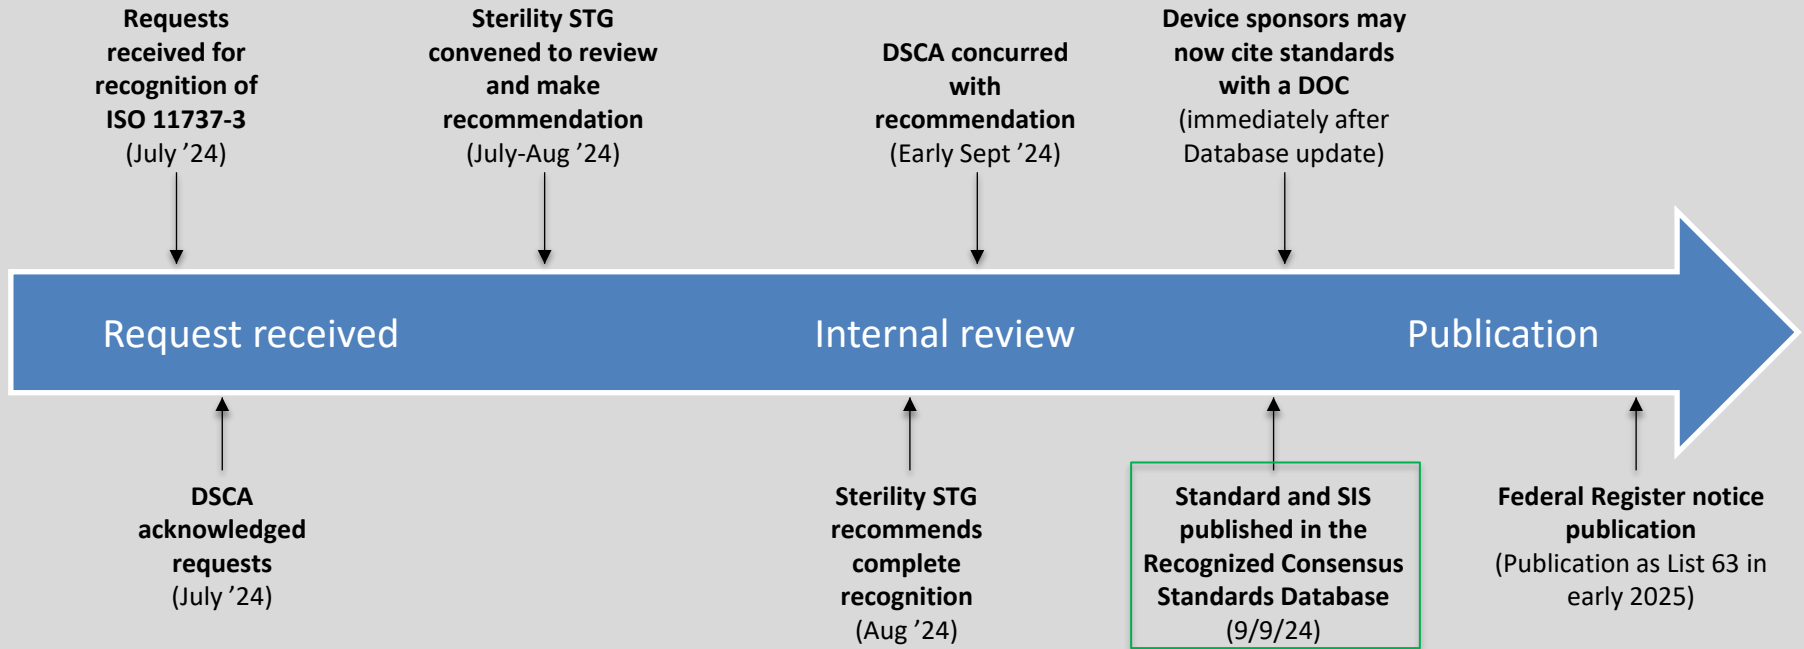 Requests
received for
recognition of
ISO 11737-3
(July ’24)
Sterility STG
convened to review
and make
recommendation
(July-Aug ’24)
DSCA concurred
with
recommendation
(Early Sept ’24)
Device sponsors may
now cite standards
with a DOC
(immediately after
Database update)
Request received
Internal review
Publication
DSCA
acknowledged
requests
(July ’24)
Sterility STG
recommends
complete
recognition
(Aug ’24)
Standard and SIS
published in the
Recognized Consensus
Standards Database
(9/9/24)
Federal Register notice
publication
(Publication as List 63 in
early 2025)